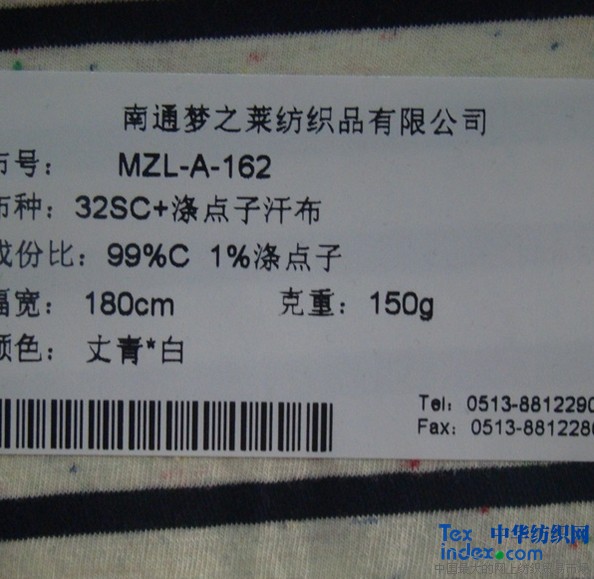 南通梦之莱纺织品有限公司
布号： MZL-A-162
布种：32SC+涤点子汗布
成份比：99%C 1%涤点子
幅宽： 180cm 克重：150g
颜色： 丈青*白
Tel：0513-8812290
Fax：0513-8812280
Tex 中华纺织网
index.com